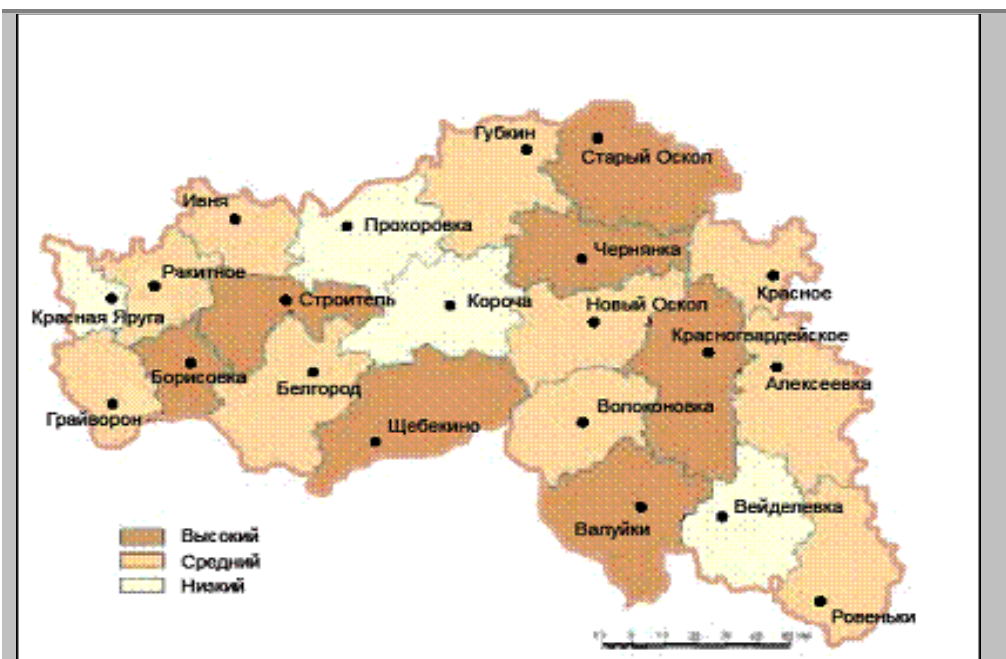 Губкин
Старый Оскол
Ивня
Прохоровка
Чернянка
Ракитное
Красное
Строитель
Короча
Новый Оскол
Красная Яруга
Красногвардейское
Борисовка
Белгород
Алексеевка
Грайворон
Щебекино
Волоконовка
Вейделевка
Валуйки
Высокий
Средний
Низкий
Ровеньки